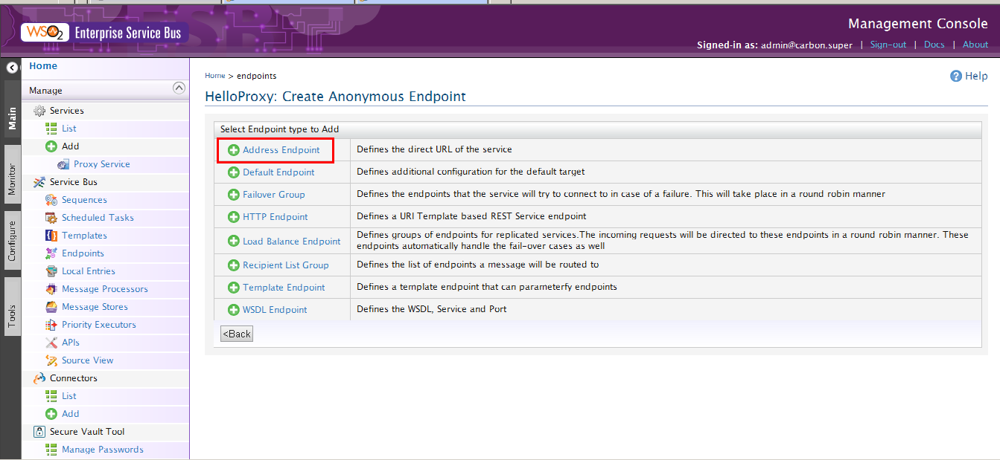 WSO2 Enterprise Service Bus
Management Console
Signed-in as: admin@carbon.super | Sign-out | Docs | About
Main
Monitor
Configure
Tools
Home
Manage
Services
List
Add
Proxy Service
Service Bus
Sequences
Scheduled Tasks
Templates
Endpoints
Local Entries
Message Processors
Message Stores
Priority Executors
APIs
Source View
Connectors
List
Add
Secure Vault Tool
Manage Passwords
Home > endpoints
Help
HelloProxy: Create Anonymous Endpoint
Select Endpoint type to Add
Address Endpoint Defines the direct URL of the service
Default Endpoint Defines additional configuration for the default target
Failover Group Defines the endpoints that the service will try to connect to in case of a failure. This will take place in a round robin manner
HTTP Endpoint Defines a URI Template based REST Service endpoint
Load Balance Endpoint Defines groups of endpoints for replicated services.The incoming requests will be directed to these endpoints in a round robin manner. These
endpoints automatically handle the fail-over cases as well
Recipient List Group Defines the list of endpoints a message will be routed to
Template Endpoint Defines a template endpoint that can parameterfy endpoints
WSDL Endpoint Defines the WSDL, Service and Port
<Back